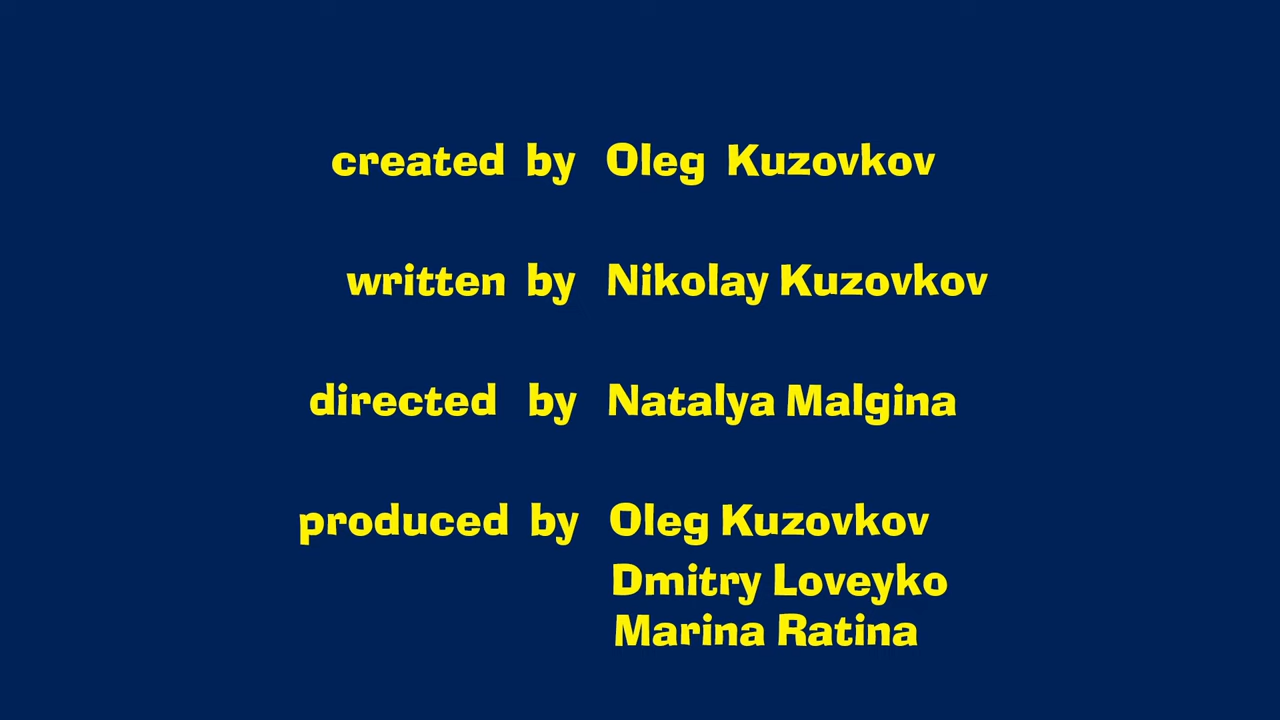 created by Oleg Kuzovkov
written by Nikolay Kuzovkov
directed by Natalya Malgina
produced by Oleg Kuzovkov
Dmitry Loveyko
Marina Ratina